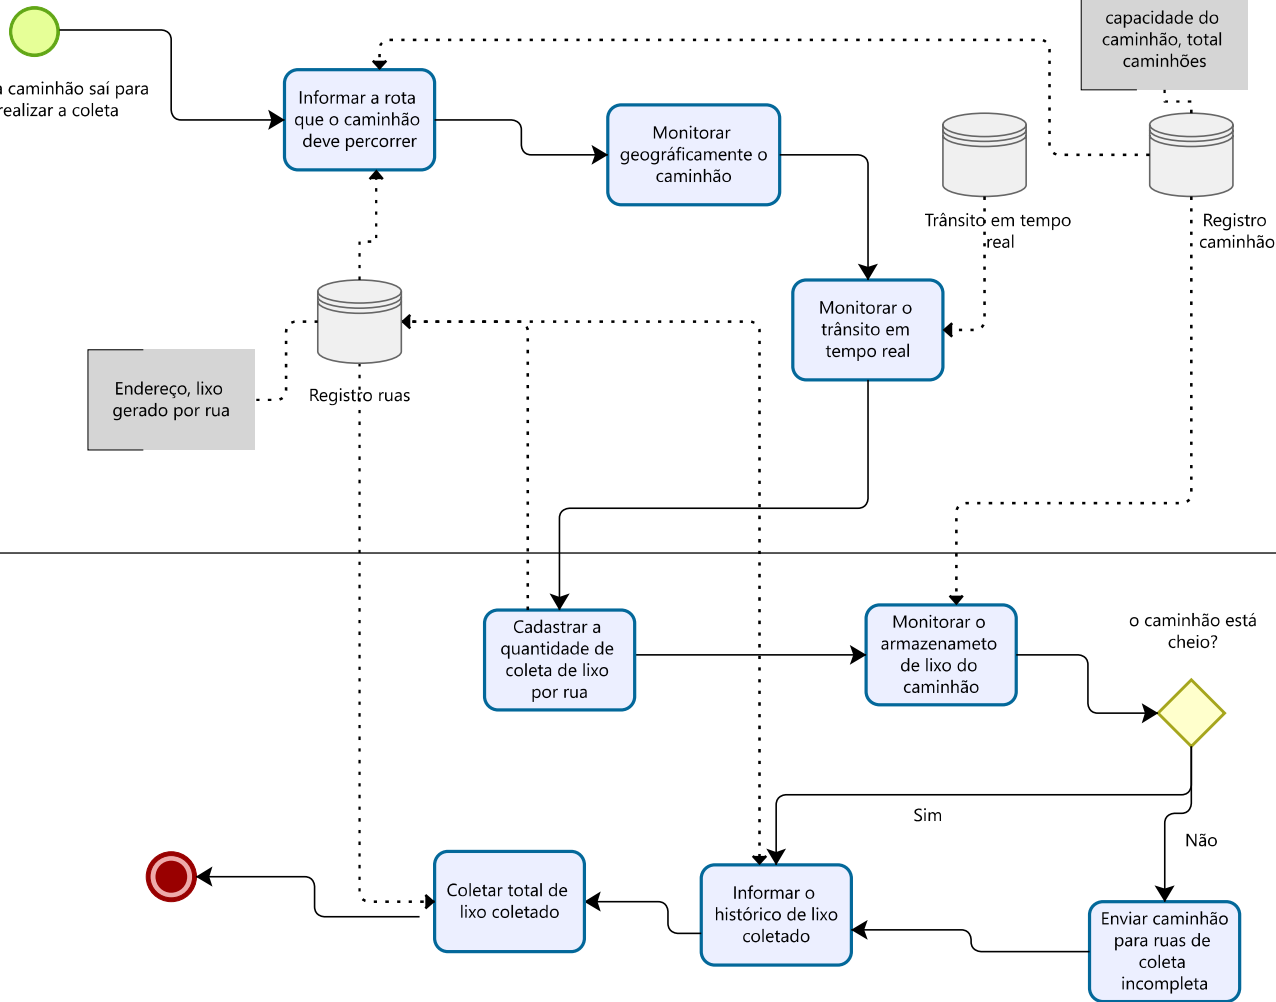 capacidade do
caminhão, total
caminhões
a caminhão saí para
realizar a coleta
Informar a rota
que o caminhão
deve percorrer
Monitorar
geográficamente o
caminhão
Trânsito em tempo
real
Registro
caminhão
Monitorar o
trânsito em
tempo real
Endereço, lixo
gerado por rua
Registro ruas
Cadastrar a
quantidade de
coleta de lixo
por rua
Monitorar o
armazenameto
de lixo do
caminhão
o caminhão está
cheio?
Sim
Não
Coletar total de
lixo coletado
Informar o
histórico de lixo
coletado
Enviar caminhão
para ruas de
coleta
incompleta